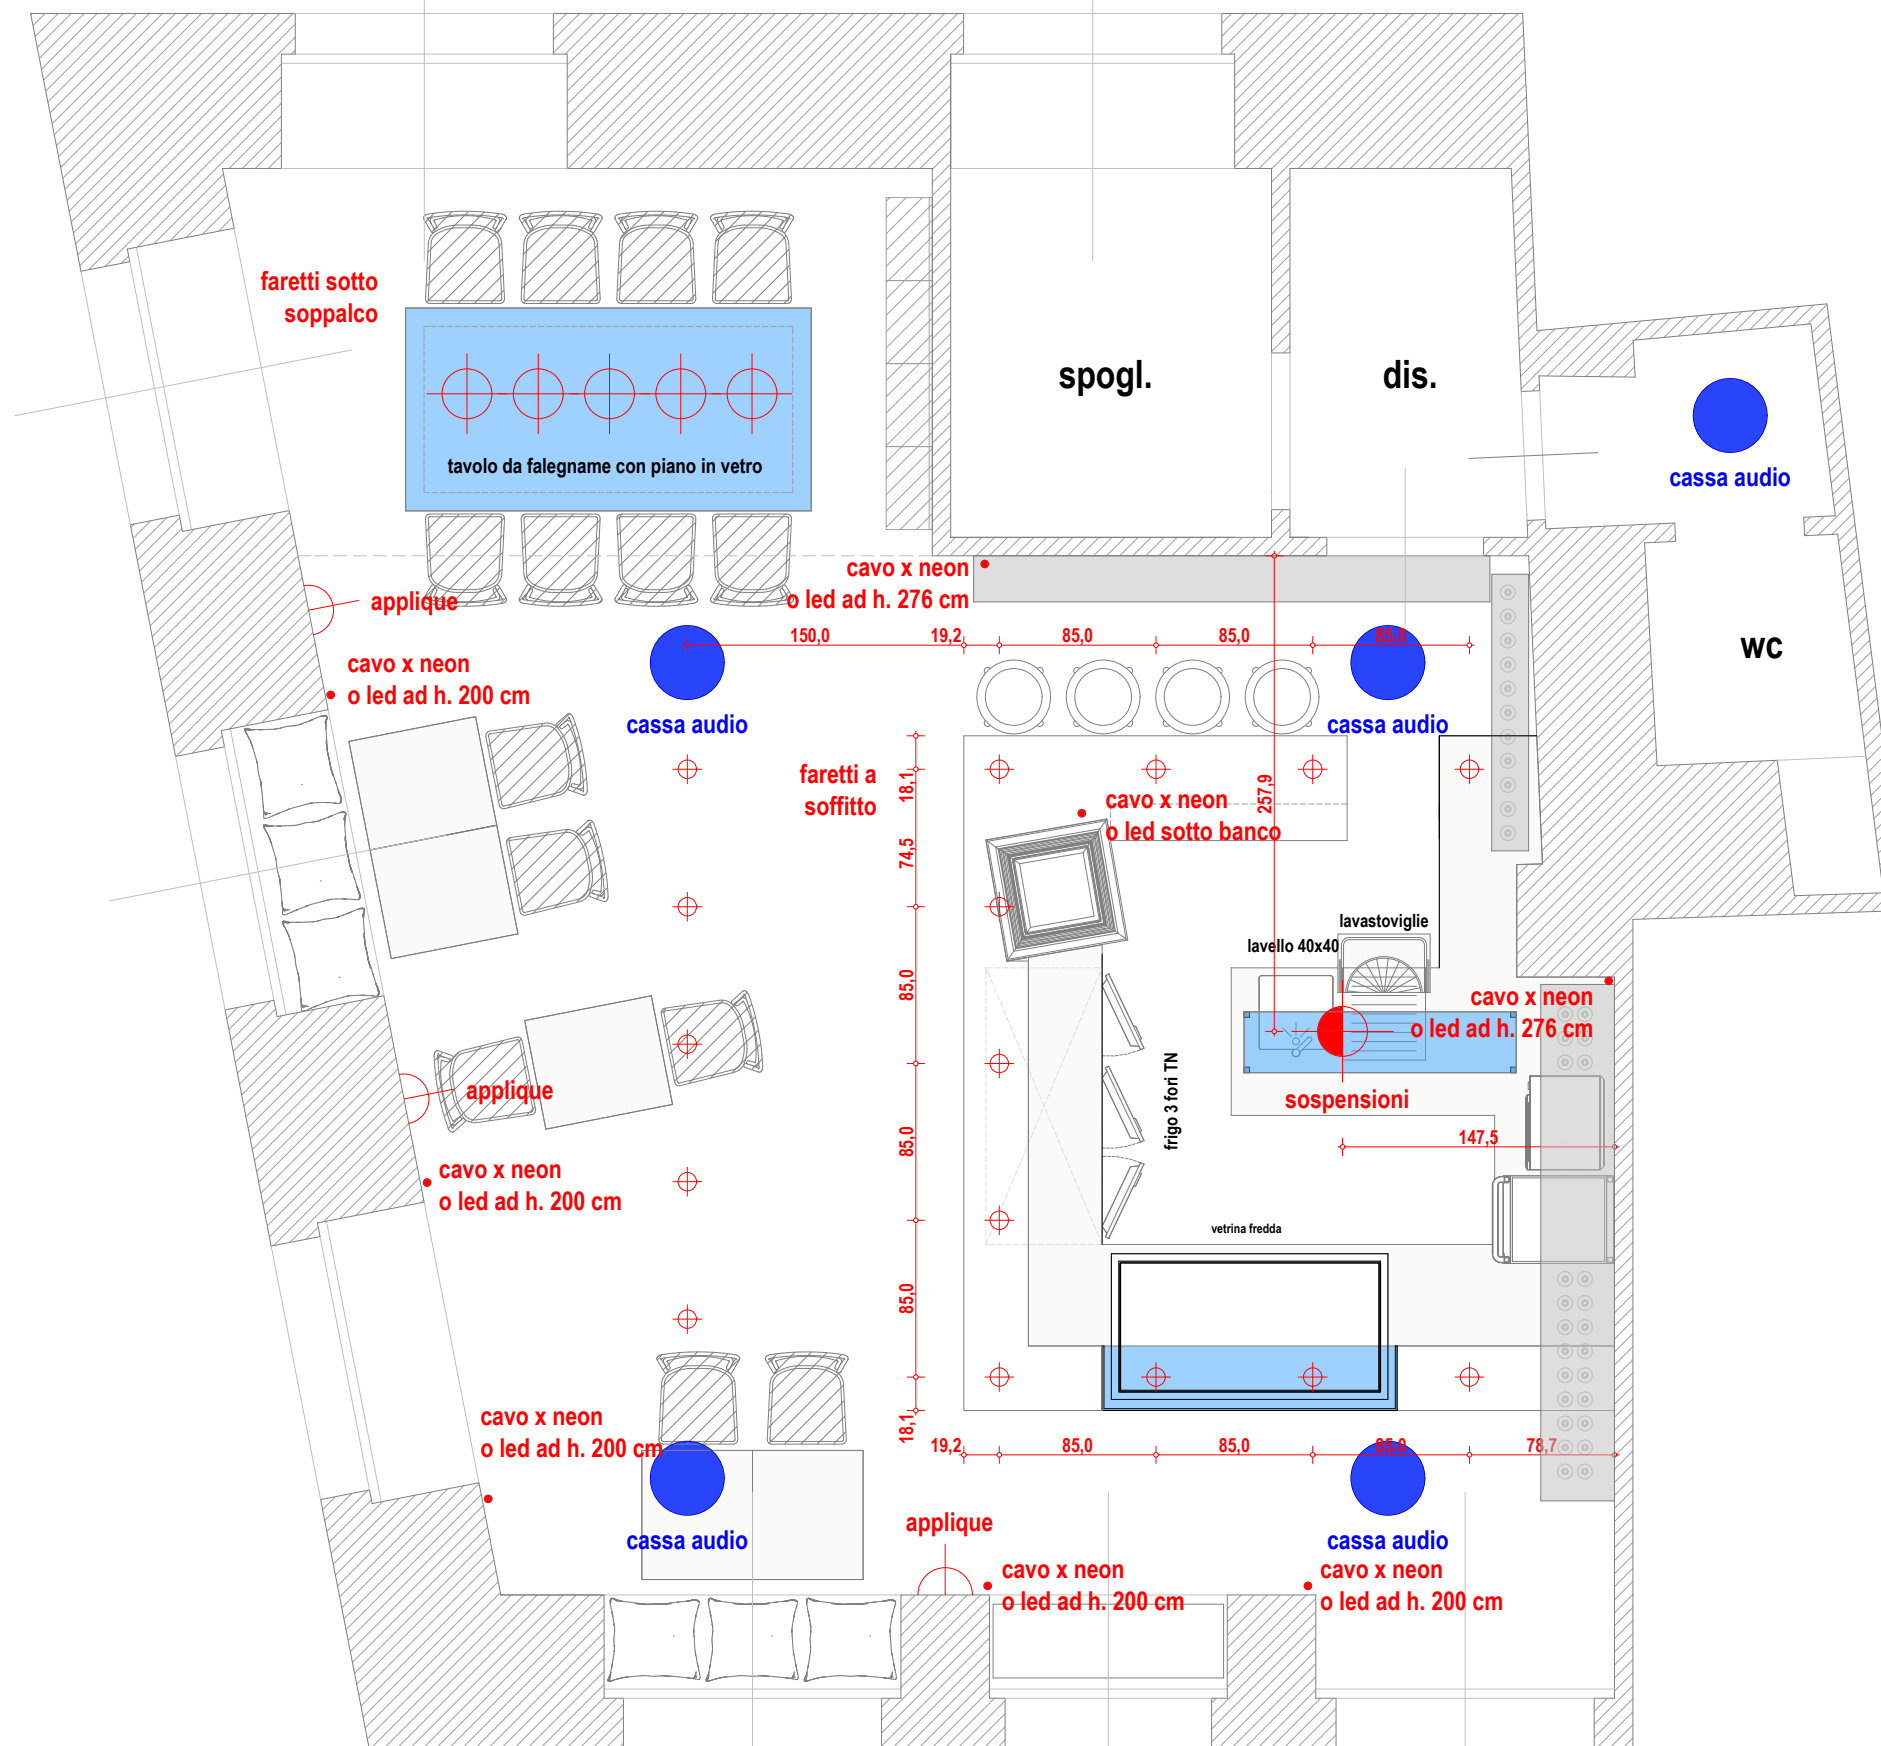 faretti sotto
soppalco
spogl.
dis.
tavolo da falegname con piano in vetro
cassa audio
cavo x neon
o led ad h. 276 cm
applique
150,0
19,2
85,0
85,0
85,0
wc
cavo x neon
o led ad h. 200 cm
cassa audio
cassa audio
faretti a
soffitto
18,1
257,9
cavo x neon
o led sotto banco
74,5
lavastoviglie
lavello 40x40
85,0
cavo x neon
o led ad h. 276 cm
applique
sospensioni
frigo 3 fori TN
85,0
147,5
cavo x neon
o led ad h. 200 cm
vetrina fredda
85,0
cavo x neon
o led ad h. 200 cm
18,1
19,2
85,0
85,0
85,0
78,7
cassa audio
applique
cassa audio
cavo x neon
o led ad h. 200 cm
cavo x neon
o led ad h. 200 cm